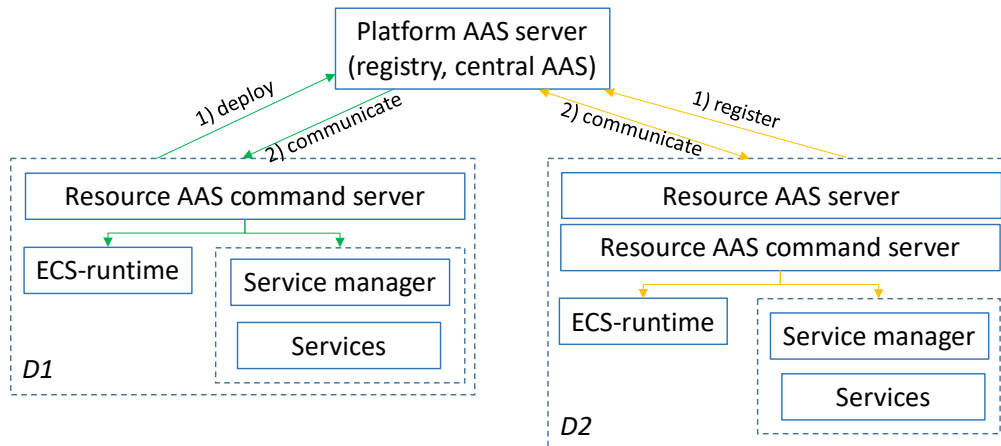 Platform AAS server
(registry, central AAS)
1) deploy
2) communicate
2) communicate
1) register
Resource AAS command server
ECS-runtime
Service manager
Services
D1
Resource AAS server
Resource AAS command server
ECS-runtime
Service manager
Services
D2